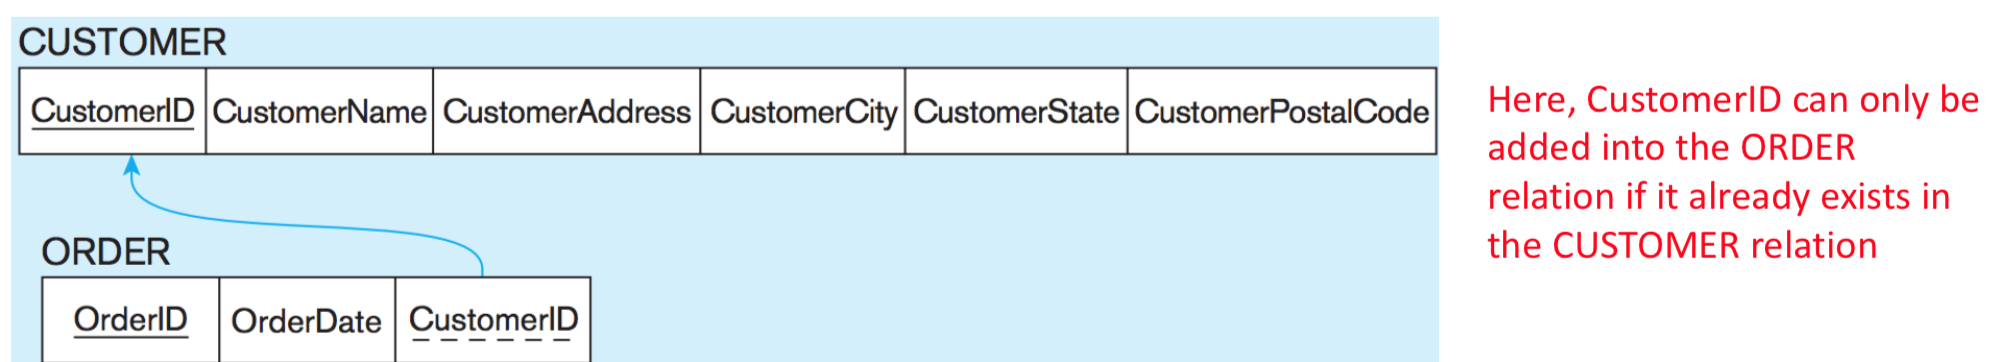 CUSTOMER
CustomerID CustomerName CustomerAddress CustomerCity CustomerState CustomerPostalCode
ORDER
OrderID OrderDate CustomerID
Here, CustomerID can only be
added into the ORDER
relation if it already exists in
the CUSTOMER relation